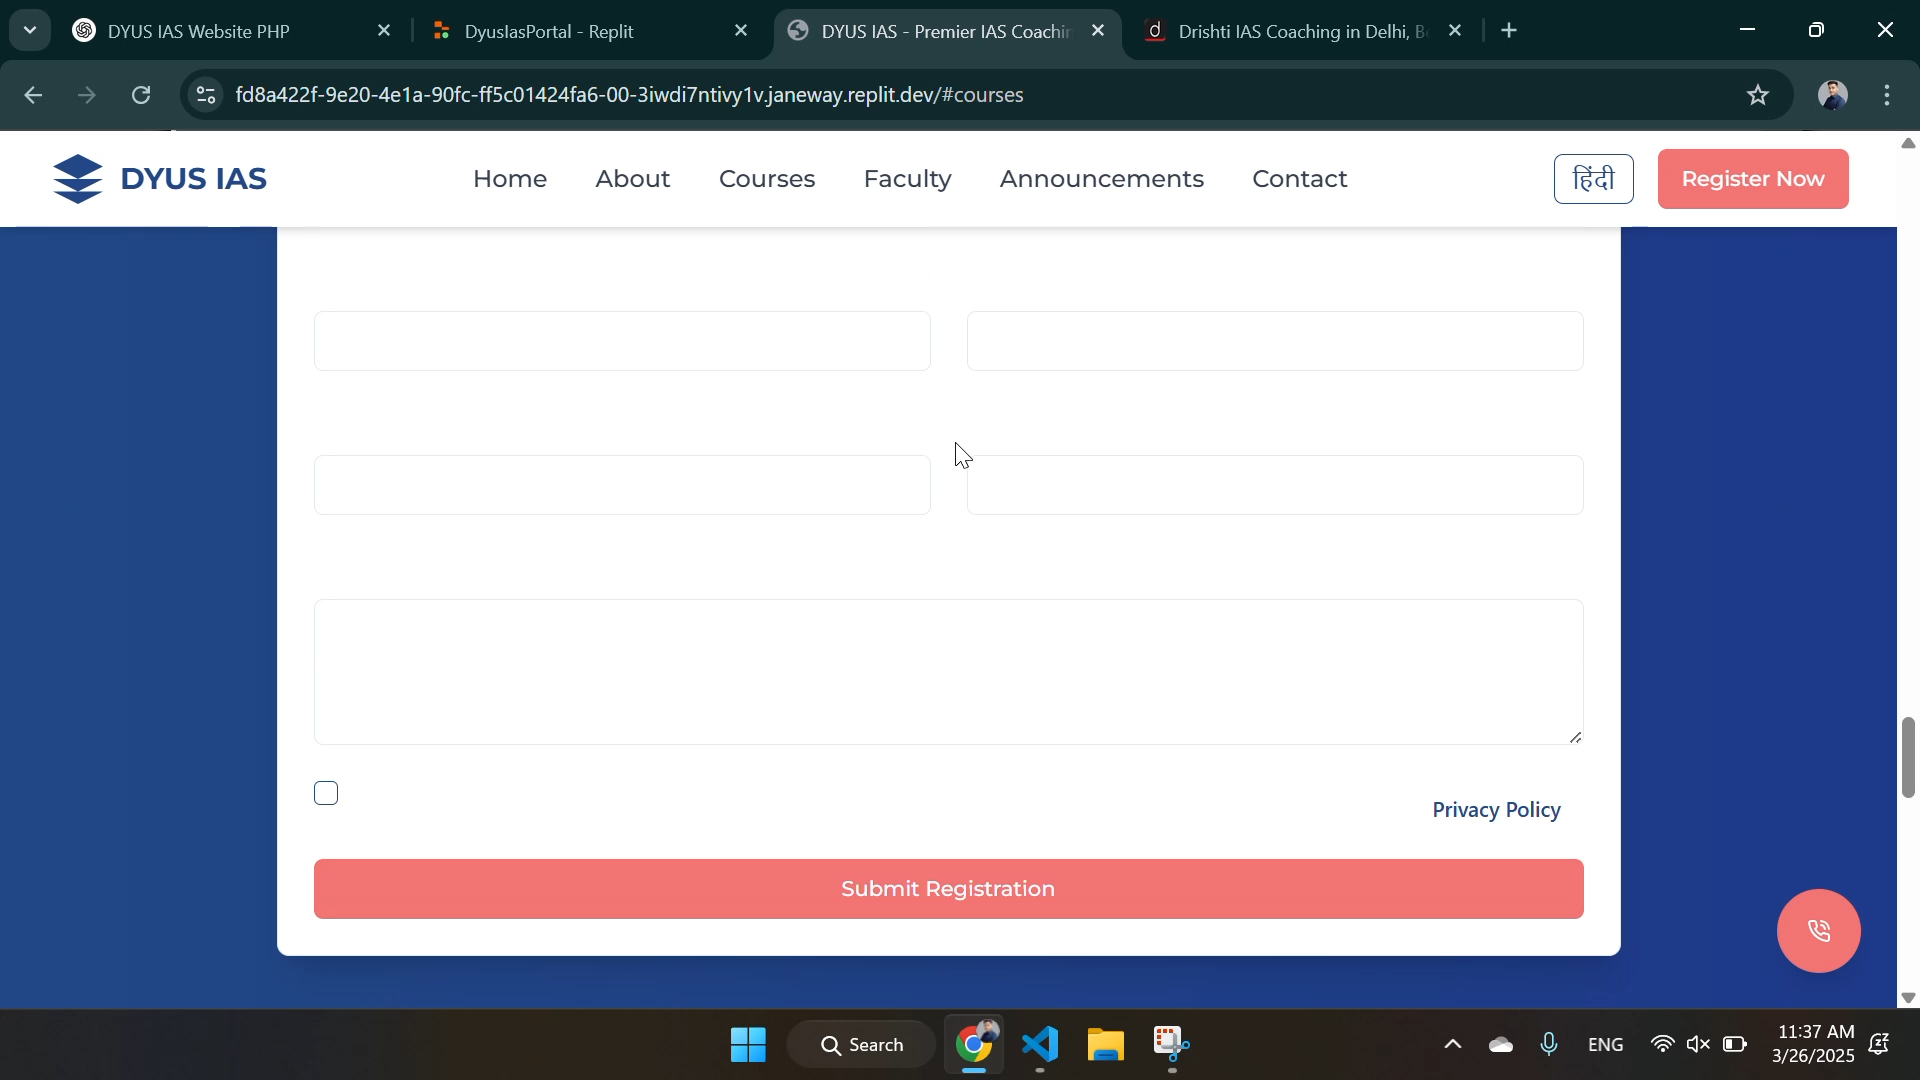 DYUS IAS Website PHP
DyusIasPortal - Replit
DYUS IAS - Premier IAS Coachin
Drishti IAS Coaching in Delhi, B
fd8a422f-9e20-4e1a-90fc-ff5c01424fa6-00-3iwdi7ntivy1v.janeway.replit.dev/#courses
DYUS IAS
Home
About
Courses
Faculty
Announcements
Contact
हिंदी
Register Now
Privacy Policy
Submit Registration
Search
ENG
11:37 AM
3/26/2025